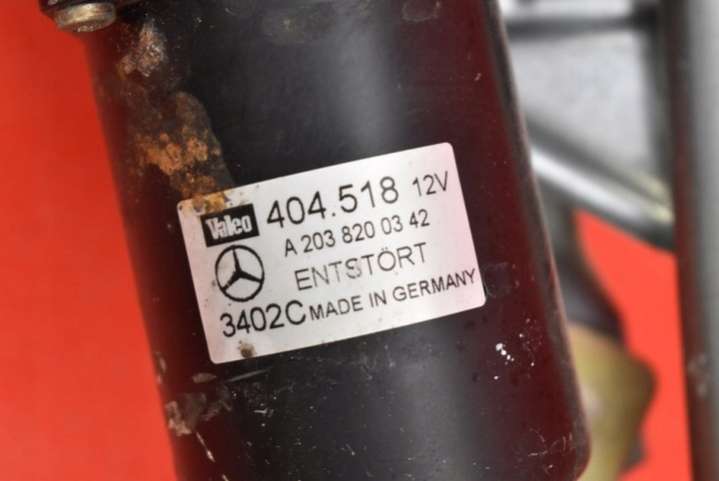 Valeo 404.518 12V
A 203 820 03 42
ENTSTÖRT
3402C MADE IN GERMANY